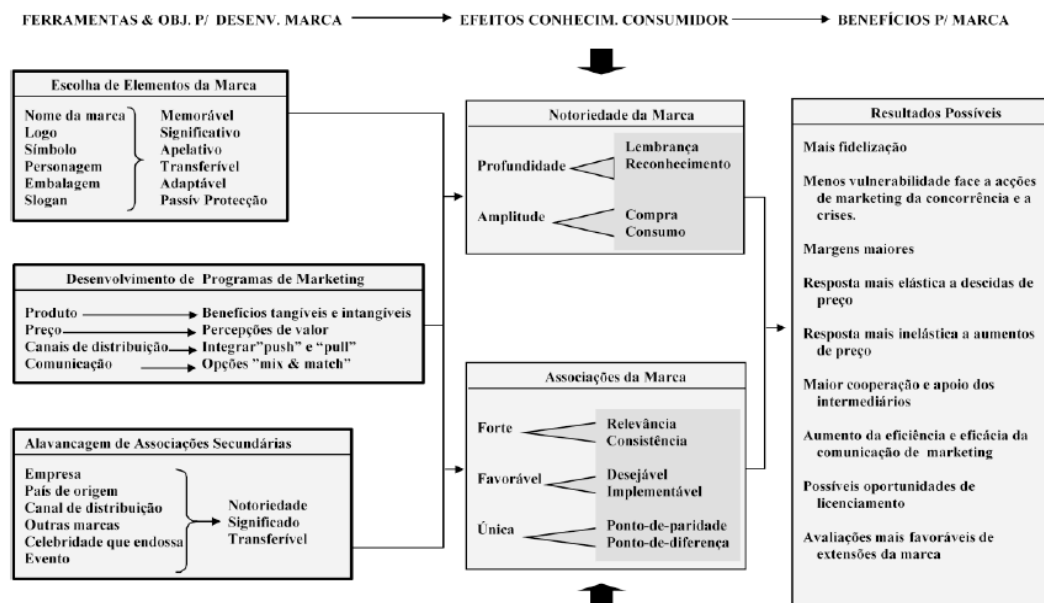 FERRAMENTAS & OBJ. P/ DESENV. MARCA
EFEITOS CONHECIM. CONSUMIDOR
BENEFÍCIOS P/ MARCA
Escolha de Elementos da Marca
Nome da marca Memorável
Logo Significativo
Símbolo Apelativo
Personagem Transferível
Embalagem Adaptável
Slogan Passív Protecção
Desenvolvimento de Programas de Marketing
Produto Benefícios tangíveis e intangíveis
Preço Percepções de valor
Canais de distribuição Integrar"push" e "pull"
Comunicação Opções "mix & match"
Alavancagem de Associações Secundárias
Empresa
País de origem
Canal de distribuição
Outras marcas
Celebridade que endossa
Evento
Notoriedade
Significado
Transferível
Notoriedade da Marca
Profundidade
Lembrança
Reconhecimento
Amplitude
Compra
Consumo
Associações da Marca
Forte
Relevância
Consistência
Favorável
Desejável
Implementável
Única
Ponto-de-paridade
Ponto-de-diferença
Resultados Possíveis
Mais fidelização
Menos vulnerabilidade face a acções
de marketing da concorrência e a
crises.
Margens maiores
Resposta mais elástica a descidas de
preço
Resposta mais inelástica a aumentos
de preço
Maior cooperação e apoio dos
intermediários
Aumento da eficiência e eficácia da
comunicação de marketing
Possíveis oportunidades de
licenciamento
Avaliações mais favoráveis de
extensões da marca